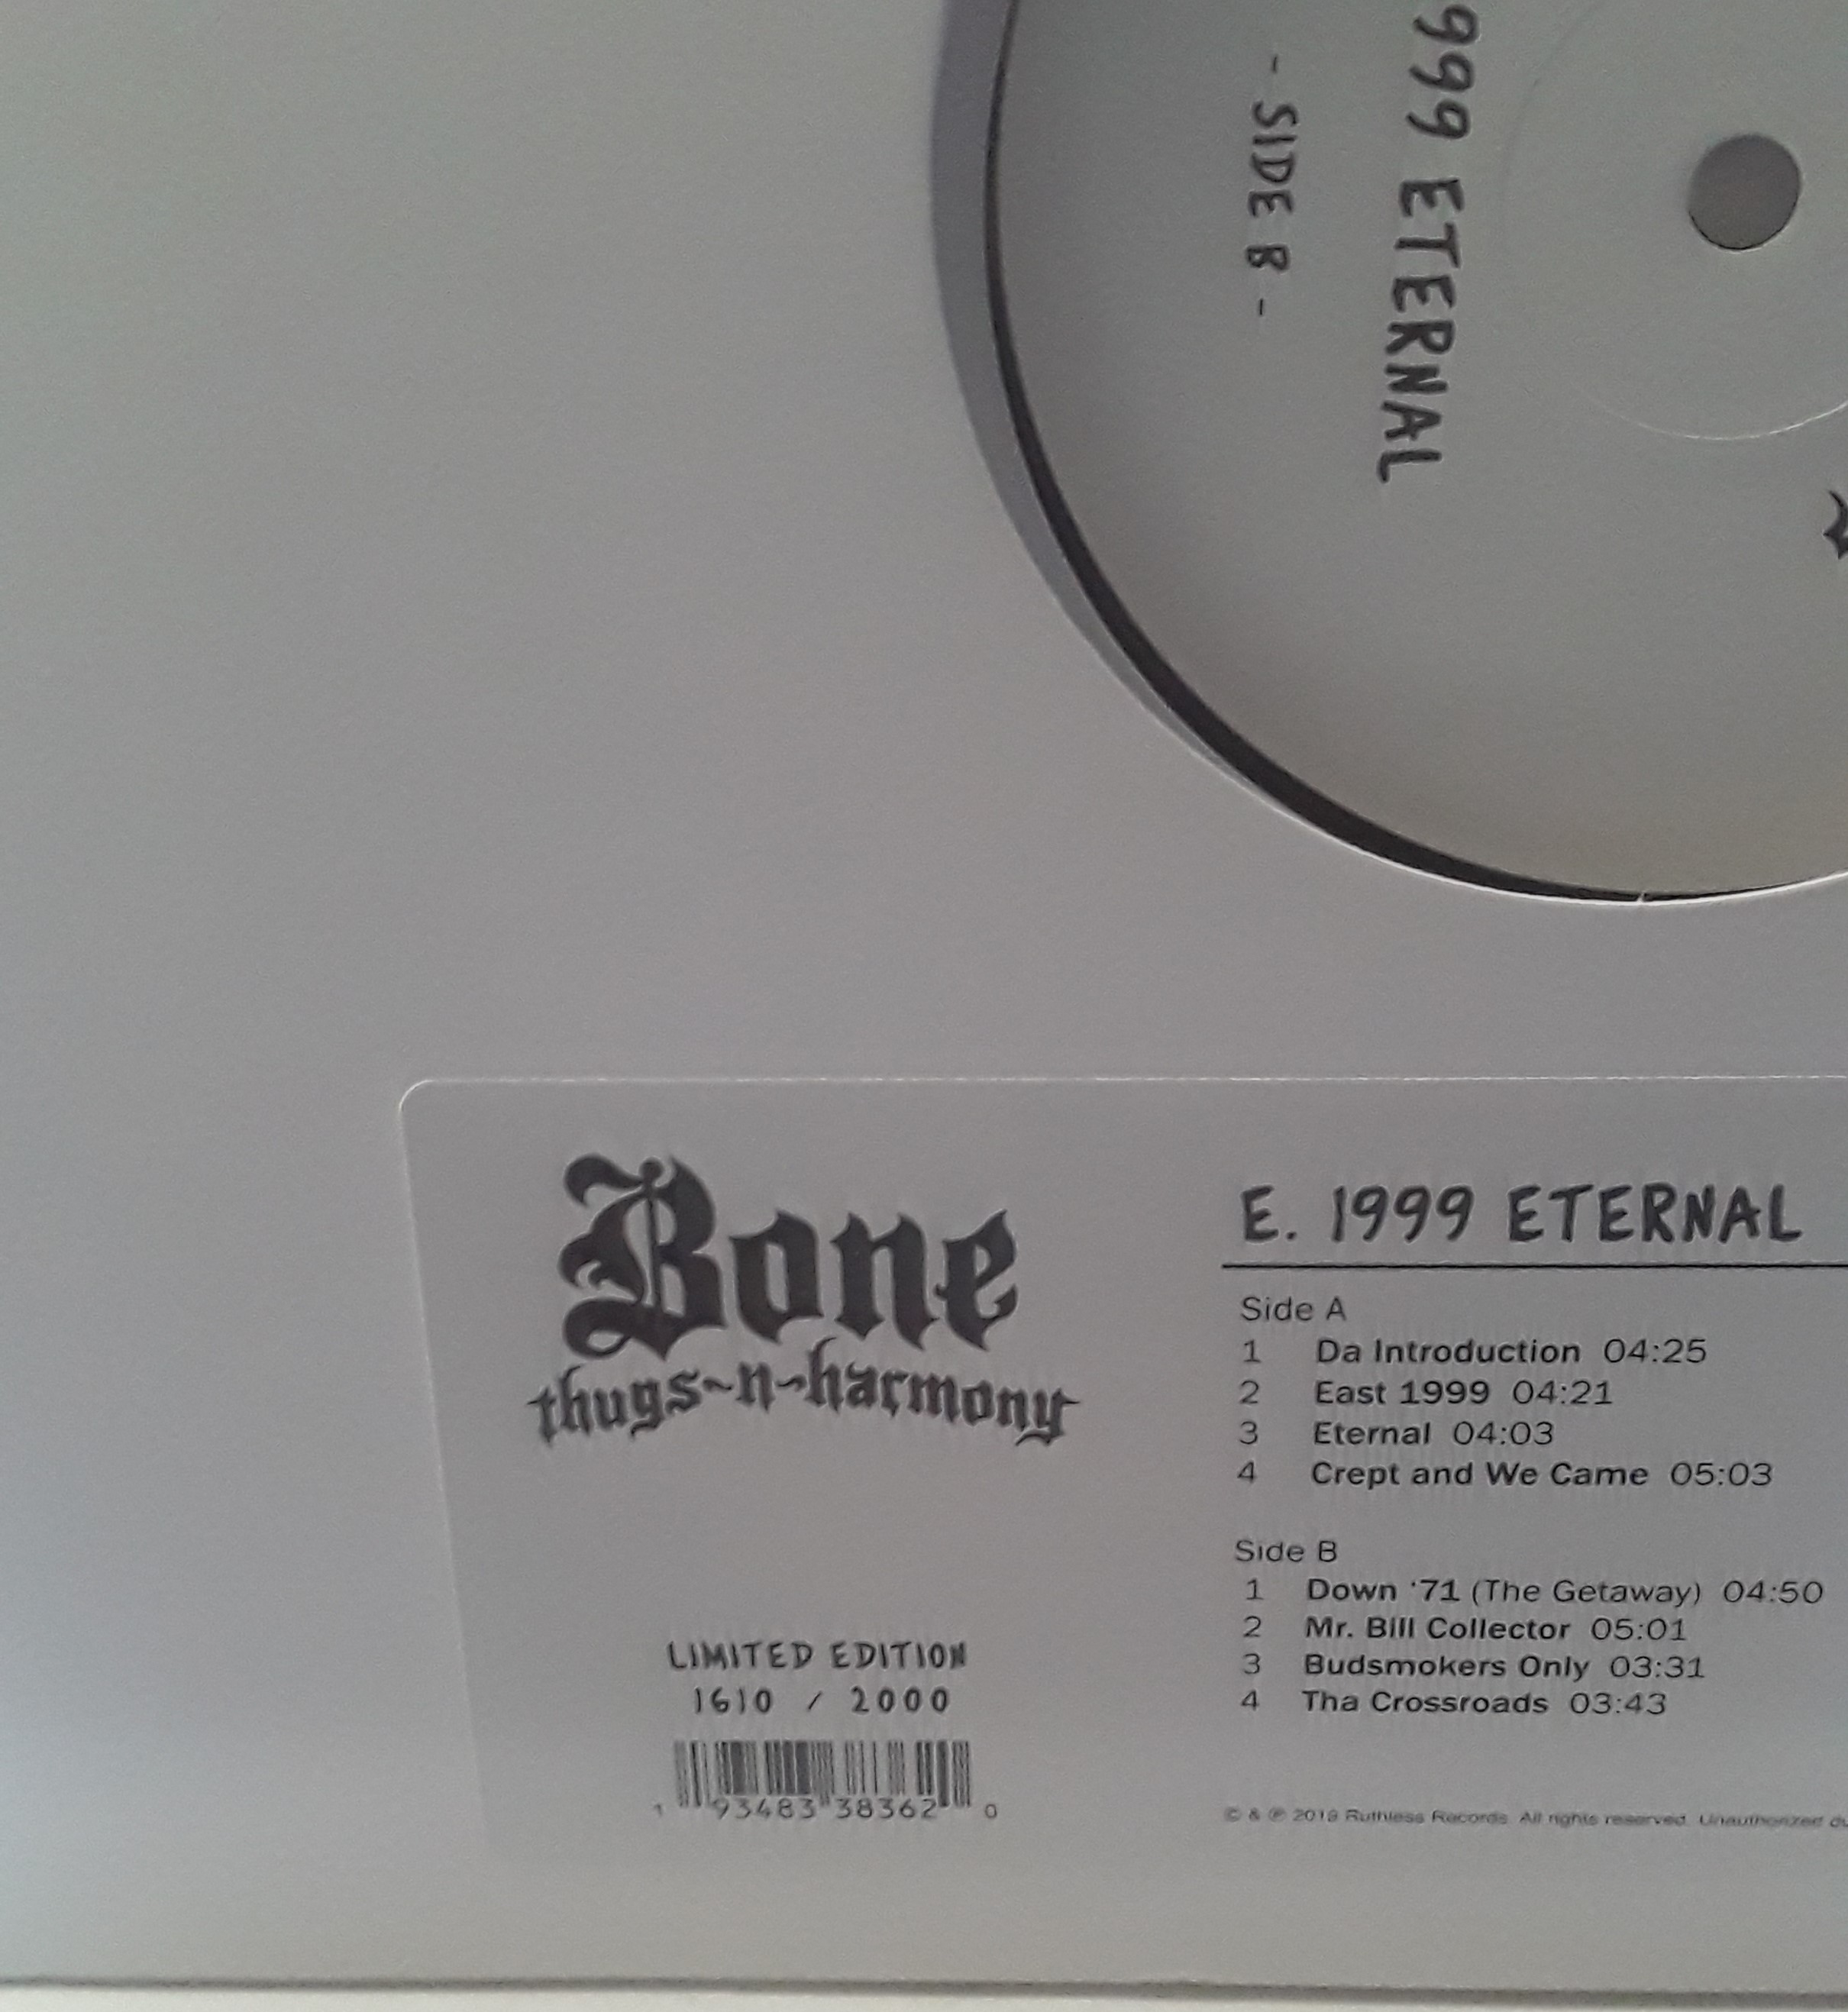 999 ETERNAL
- SIDE B -
Bone
thugs~n~harmony
LIMITED EDITION
1610 / 2000
1 93483 38362 0
E. 1999 ETERNAL
Side A
1 Da Introduction 04:25
2 East 1999 04:21
3 Eternal 04:03
4 Crept and We Came 05:03
Side B
1 Down '71 (The Getaway) 04:50
2 Mr. Bill Collector 05:01
3 Budsmokers Only 03:31
4 Tha Crossroads 03:43
© & ℗ 2019 Ruthless Records. All rights reserved. Unauthorized du